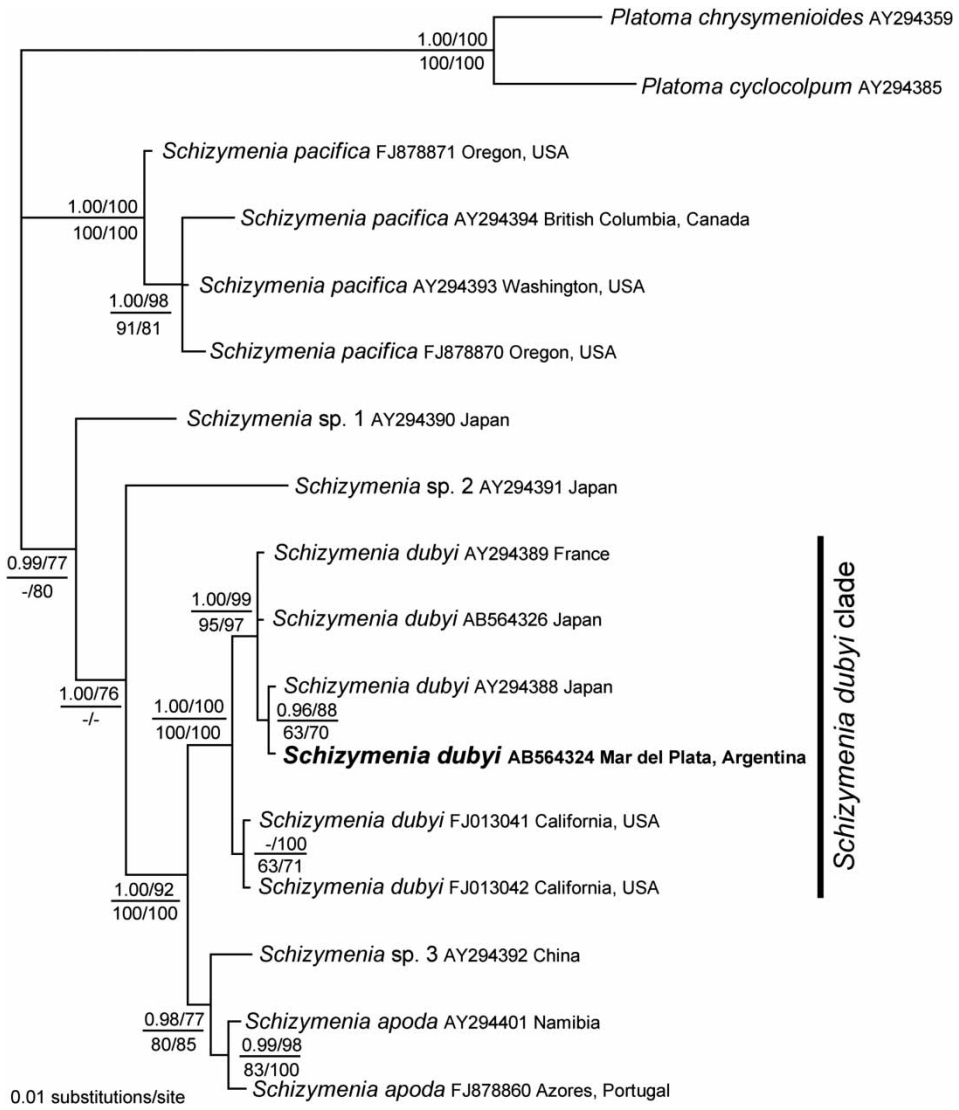 Platoma chrysymenioides AY294359
1.00/100
100/100
Platoma cyclocolpum AY294385
Schizymenia pacifica FJ878871 Oregon, USA
1.00/100
100/100
Schizymenia pacifica AY294394 British Columbia, Canada
Schizymenia pacifica AY294393 Washington, USA
1.00/98
91/81
Schizymenia pacifica FJ878870 Oregon, USA
Schizymenia sp. 1 AY294390 Japan
Schizymenia sp. 2 AY294391 Japan
0.99/77
-/80
Schizymenia dubyi AY294389 France
1.00/99
95/97
Schizymenia dubyi AB564326 Japan
Schizymenia dubyi AY294388 Japan
1.00/76
-/-
1.00/100
100/100
0.96/88
63/70
Schizymenia dubyi AB564324 Mar del Plata, Argentina
Schizymenia dubyi FJ013041 California, USA
-/100
63/71
Schizymenia dubyi FJ013042 California, USA
Schizymenia dubyi clade
1.00/92
100/100
Schizymenia sp. 3 AY294392 China
0.98/77
80/85
Schizymenia apoda AY294401 Namibia
0.99/98
83/100
Schizymenia apoda FJ878860 Azores, Portugal
0.01 substitutions/site